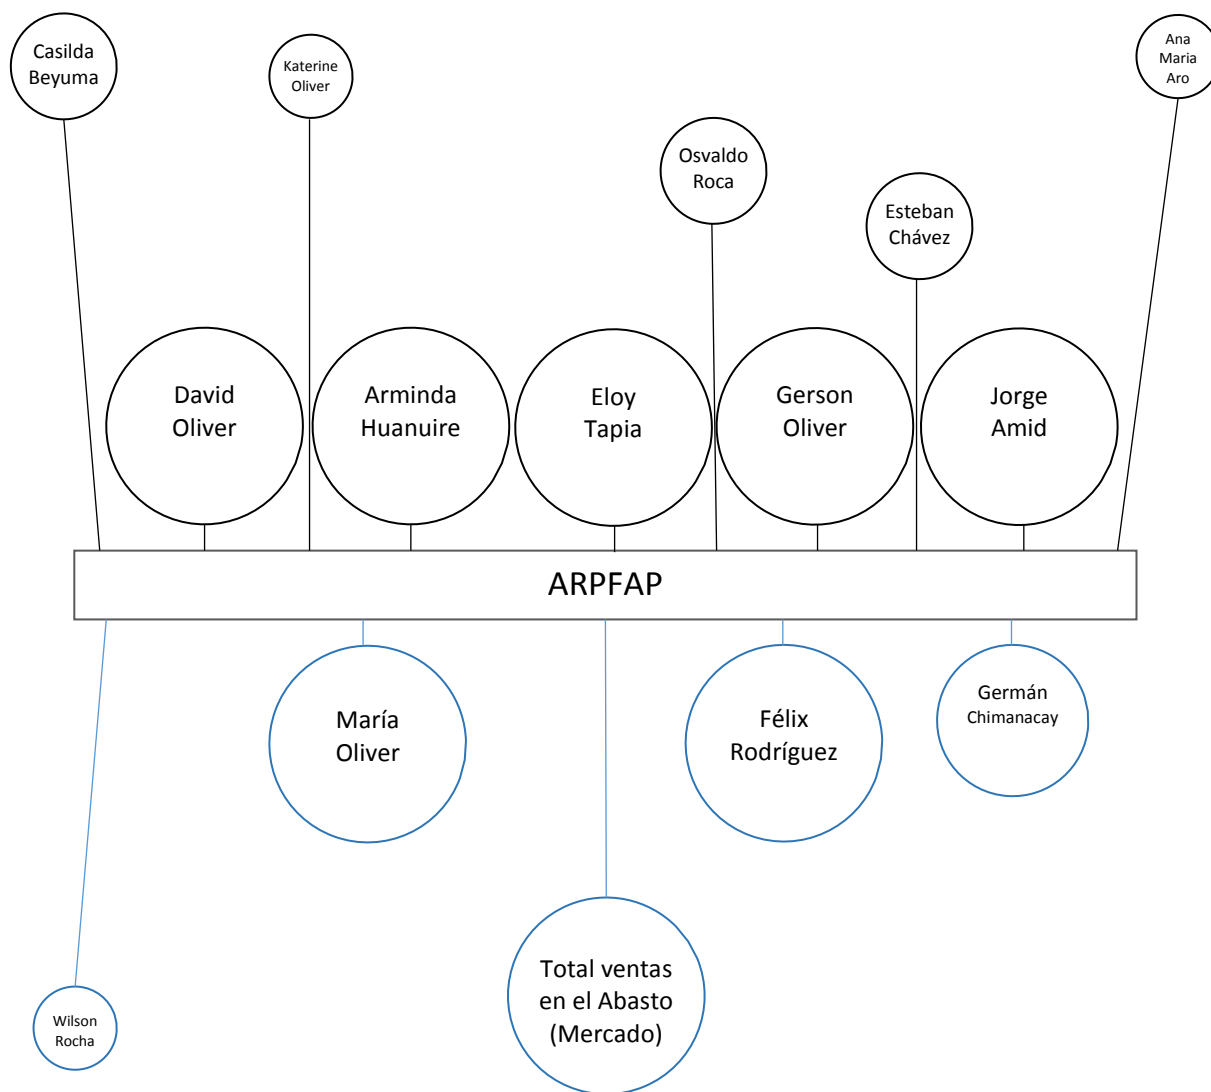 Casilda
Beyuma
Katerine
Oliver
Ana
Maria
Aro
Osvaldo
Roca
Esteban
Chávez
David
Oliver
Arminda
Huanuire
Eloy
Tapia
Gerson
Oliver
Jorge
Amid
ARPFAP
María
Oliver
Félix
Rodríguez
Germán
Chimanacay
Total ventas
en el Abasto
(Mercado)
Wilson
Rocha